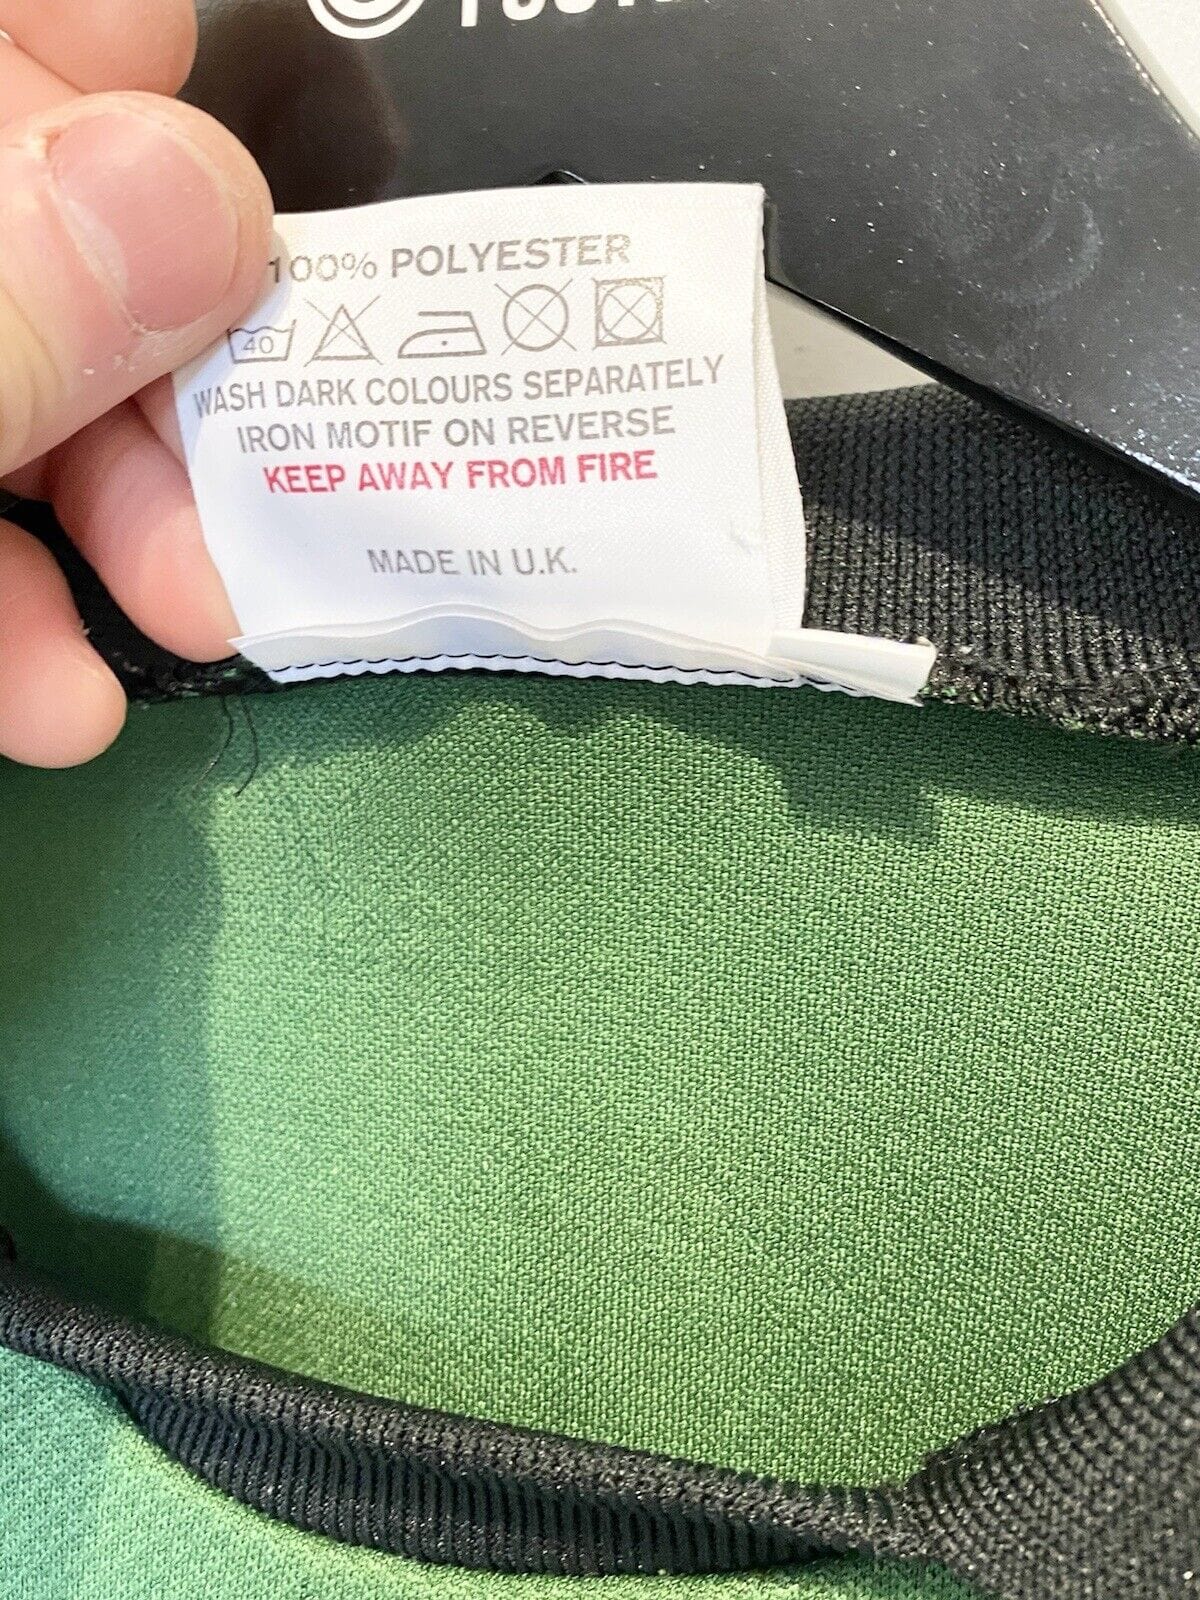 100% POLYESTER
40
WASH DARK COLOURS SEPARATELY
IRON MOTIF ON REVERSE
KEEP AWAY FROM FIRE
MADE IN U.K.